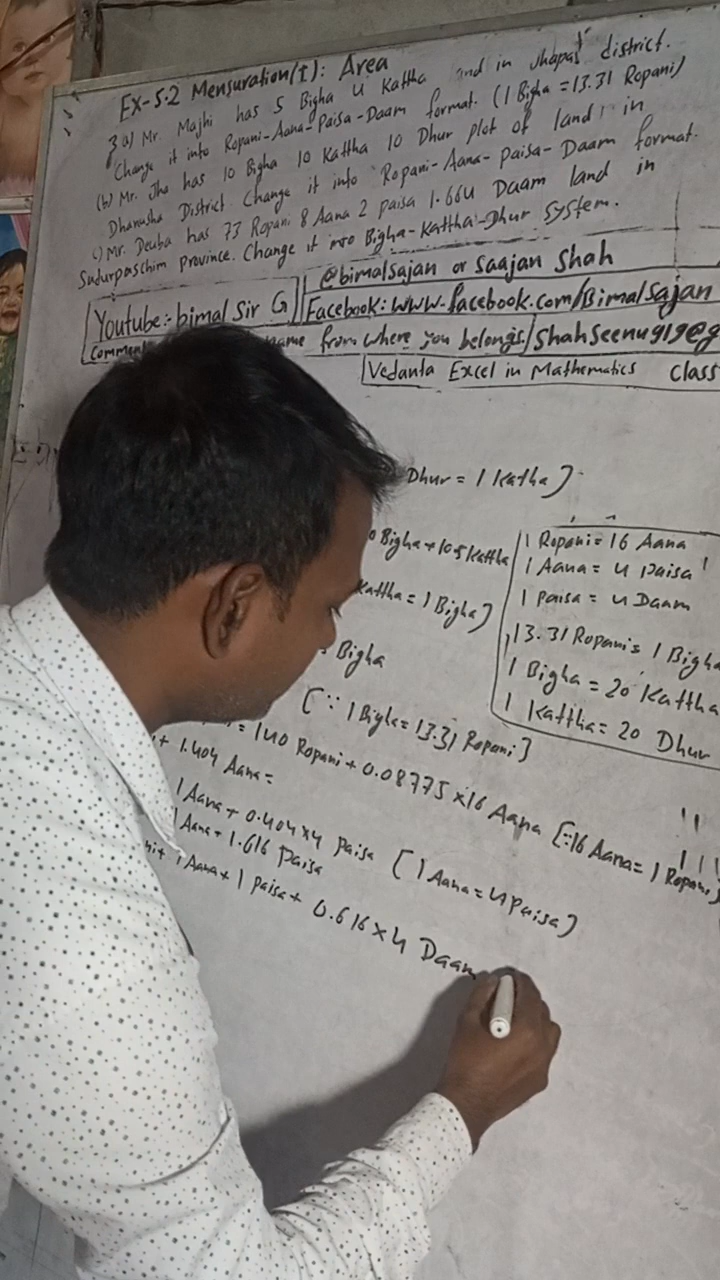 Ex-5.2 Mensuration(I): Area
3 a) Mr. Majhi has 5 Bigha 4 Kattha land in Jhapa district.
Change it into Ropani-Aana-Paisa-Daam format. (1 Bigha = 13.31 Ropani)
(b) Mr. Jha has 10 Bigha 10 Kattha 10 Dhur plot of land in
Dhanusha District. Change it into Ropani-Aana-Paisa-Daam format.
c) Mr. Deuba has 73 Ropani 8 Aana 2 paisa 1.664 Daam land in
Sudurpaschim province. Change it into Bigha-Kattha-Dhur system.
@bimalsajan or Saajan Shah
Youtube:- bimal Sir G
Facebook: www.facebook.com/Bimalsajan
name from where you belongs/
Vedanta Excel in Mathematics class
Dhur = 1 Katha]
Bigha + 10.5 Kattha
Kattha = 1 Bigha]
Bigha
[∵ 1 Bigha = 13.31 Ropani]
= 140 Ropani + 0.08775 × 16 Aana [∵ 16 Aana = 1 Ropani]
+ 1.404 Aana =
1 Aana + 0.404 × 4 Paisa [1 Aana = 4 Paisa]
1 Aana + 1.616 Paisa
+ 1 Aana + 1 Paisa + 0.616 × 4 Daam
1 Ropani = 16 Aana
1 Aana = 4 paisa
1 paisa = 4 Daam
13.31 Ropani = 1 Bigha
1 Bigha = 20 Kattha
1 Kattha = 20 Dhur